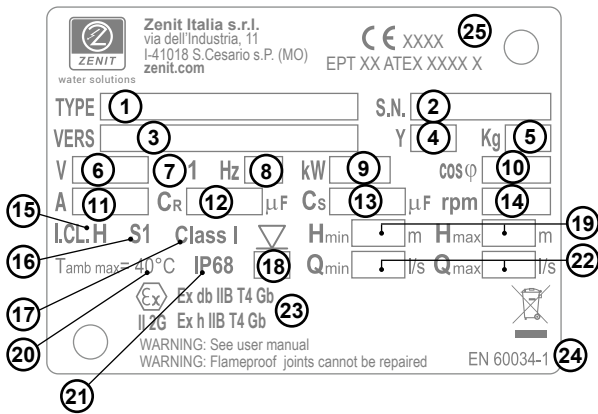 Zenit Italia s.r.l.
via dell'Industria, 11
I-41018 S.Cesario s.P. (MO)
zenit.com
ZENIT
water solutions
CE XXXX
25
EPT XX ATEX XXXX X
TYPE 1 S.N. 2
VERS 3 Y 4 Kg 5
V 6 7 1 Hz 8 kW 9 cosφ 10
A 11 CR 12 µF Cs 13 µF rpm 14
15 I.CL.H S1 Class I Hmin m Hmax m 19
16
Tamb max= 40°C IP68 18 Qmin l/s Qmax l/s 22
17
Ex Ex db IIB T4 Gb 23
II 2G Ex h IIB T4 Gb
20
WARNING: See user manual
WARNING: Flameproof joints cannot be repaired EN 60034-1 24
21